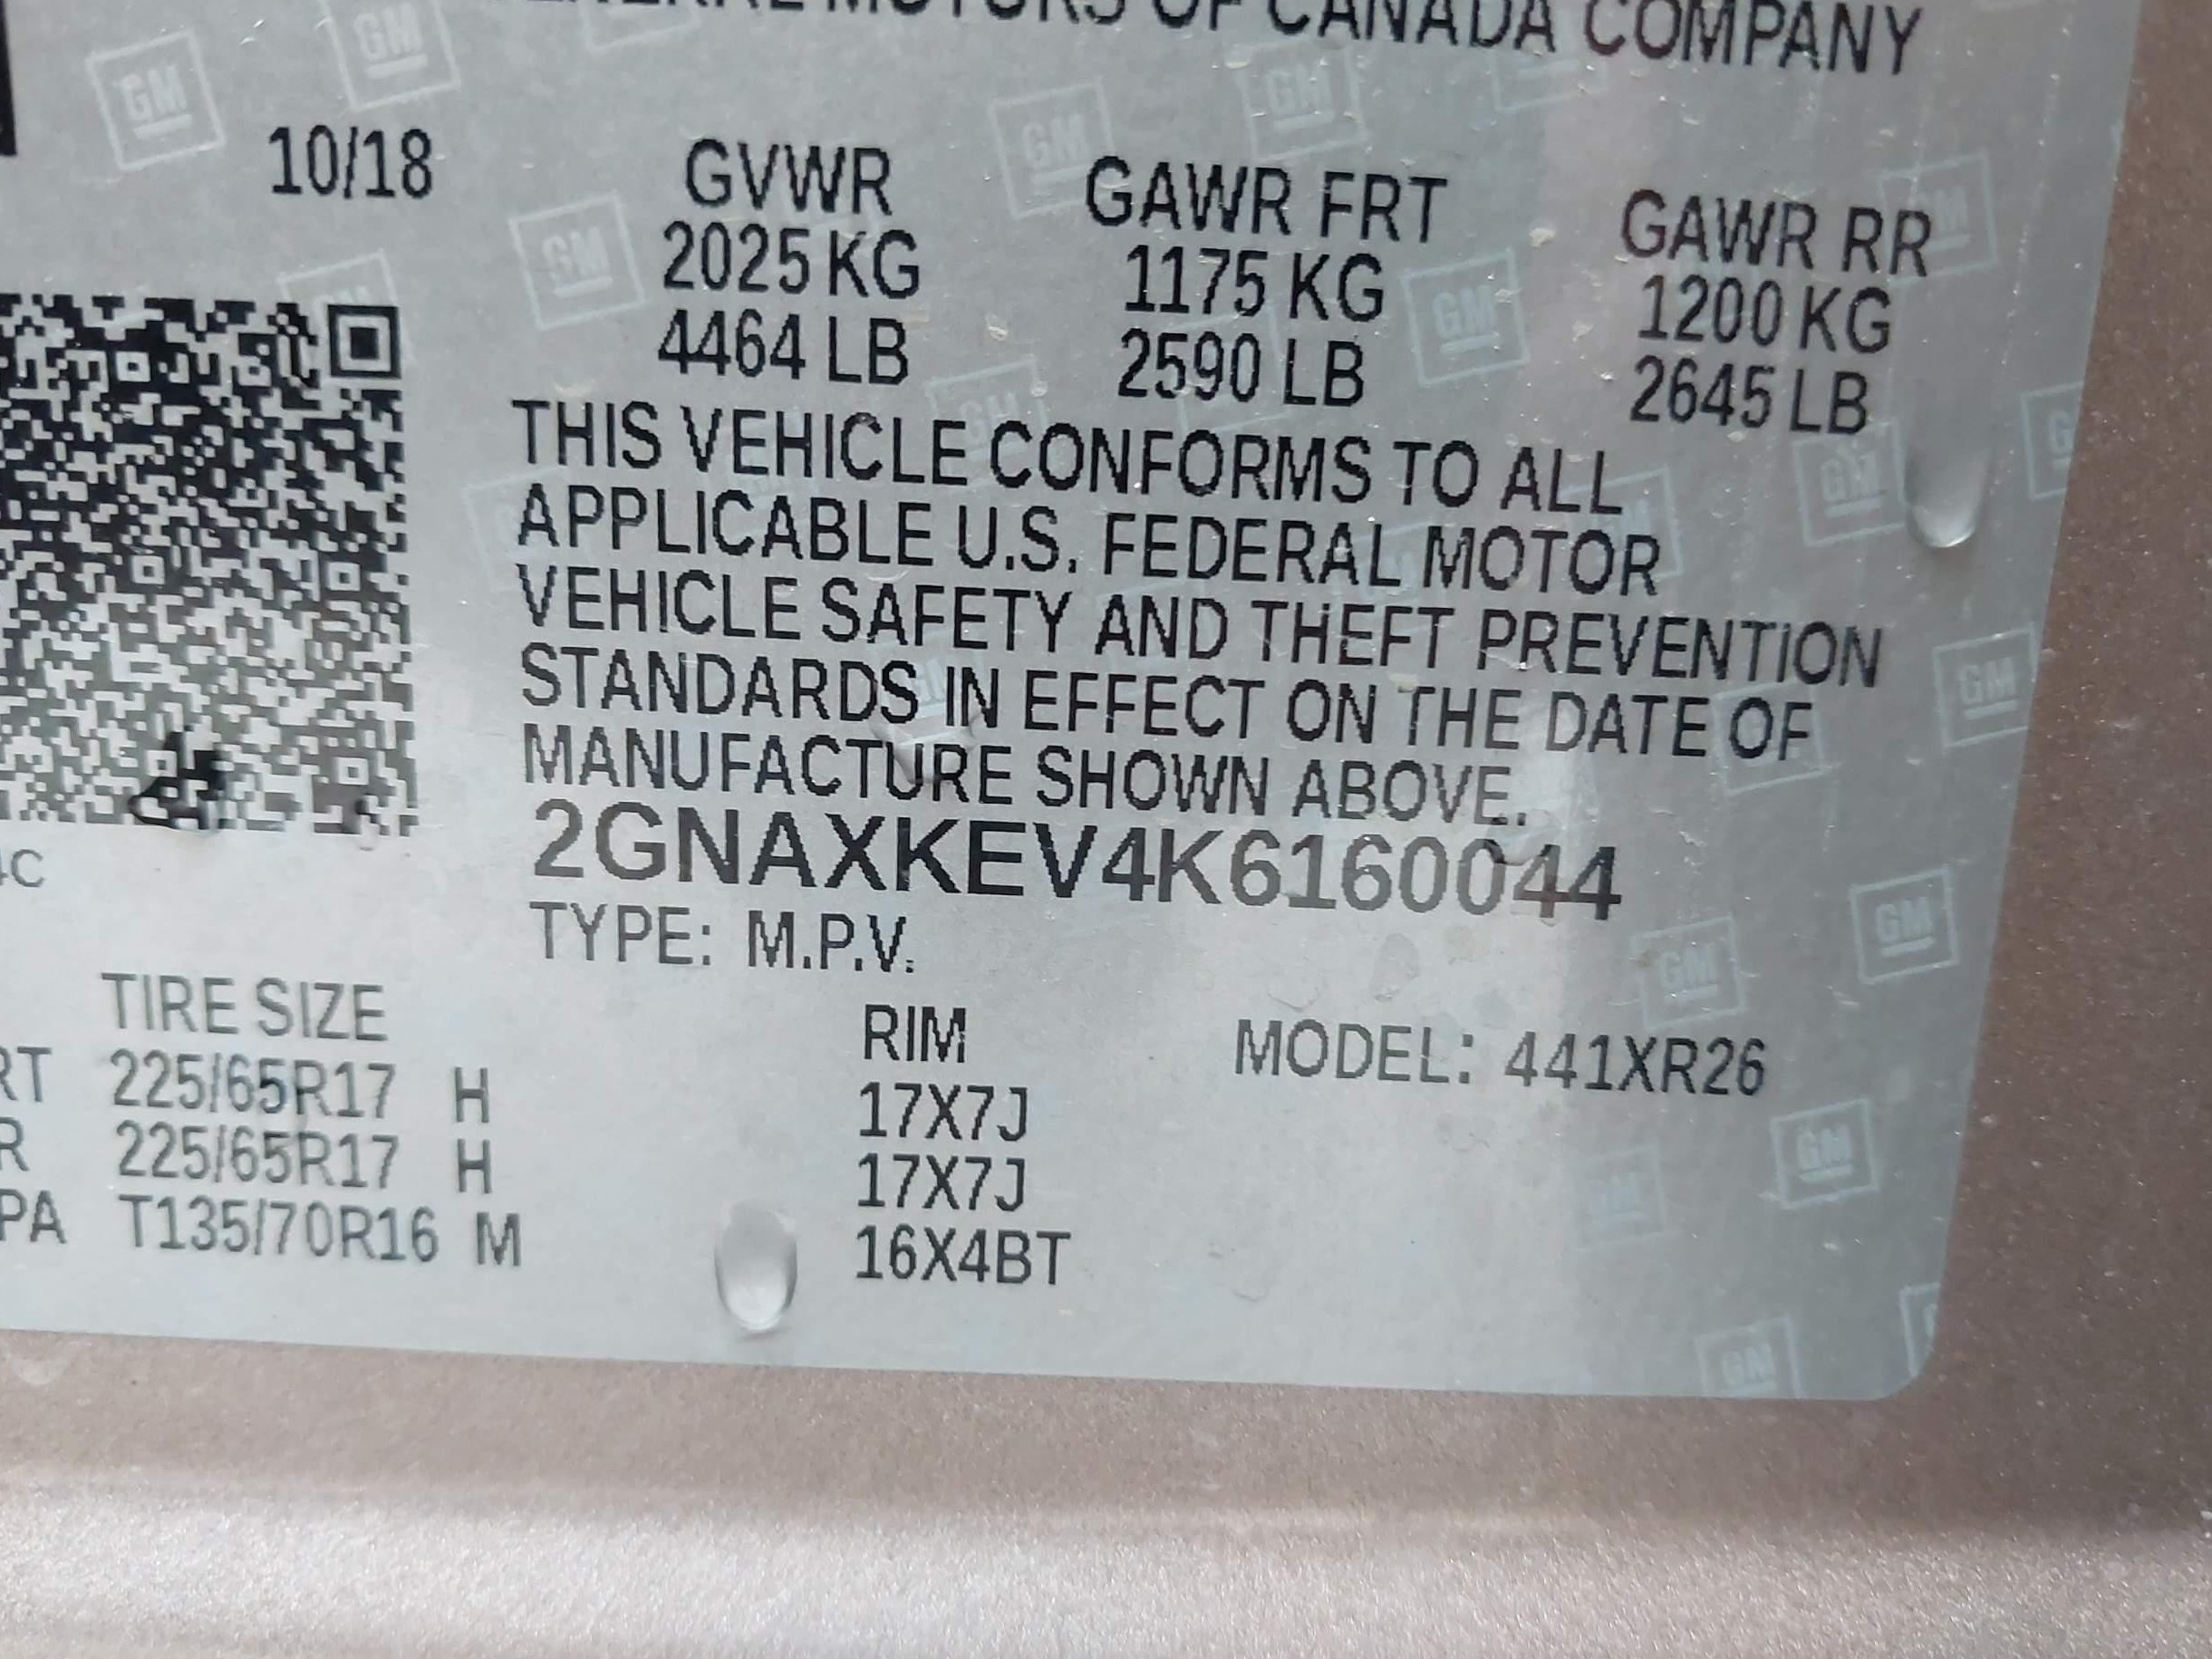 GENERAL MOTORS OF CANADA COMPANY
10/18
GVWR GAWR FRT GAWR RR
2025 KG 1175 KG 1200 KG
4464 LB 2590 LB 2645 LB
THIS VEHICLE CONFORMS TO ALL
APPLICABLE U.S. FEDERAL MOTOR
VEHICLE SAFETY AND THEFT PREVENTION
STANDARDS IN EFFECT ON THE DATE OF
MANUFACTURE SHOWN ABOVE.
2GNAXKEV4K6160044
TYPE: M.P.V.
TIRE SIZE RIM MODEL: 441XR26
RT 225/65R17 H 17X7J
R 225/65R17 H 17X7J
PA T135/70R16 M 16X4BT
GM